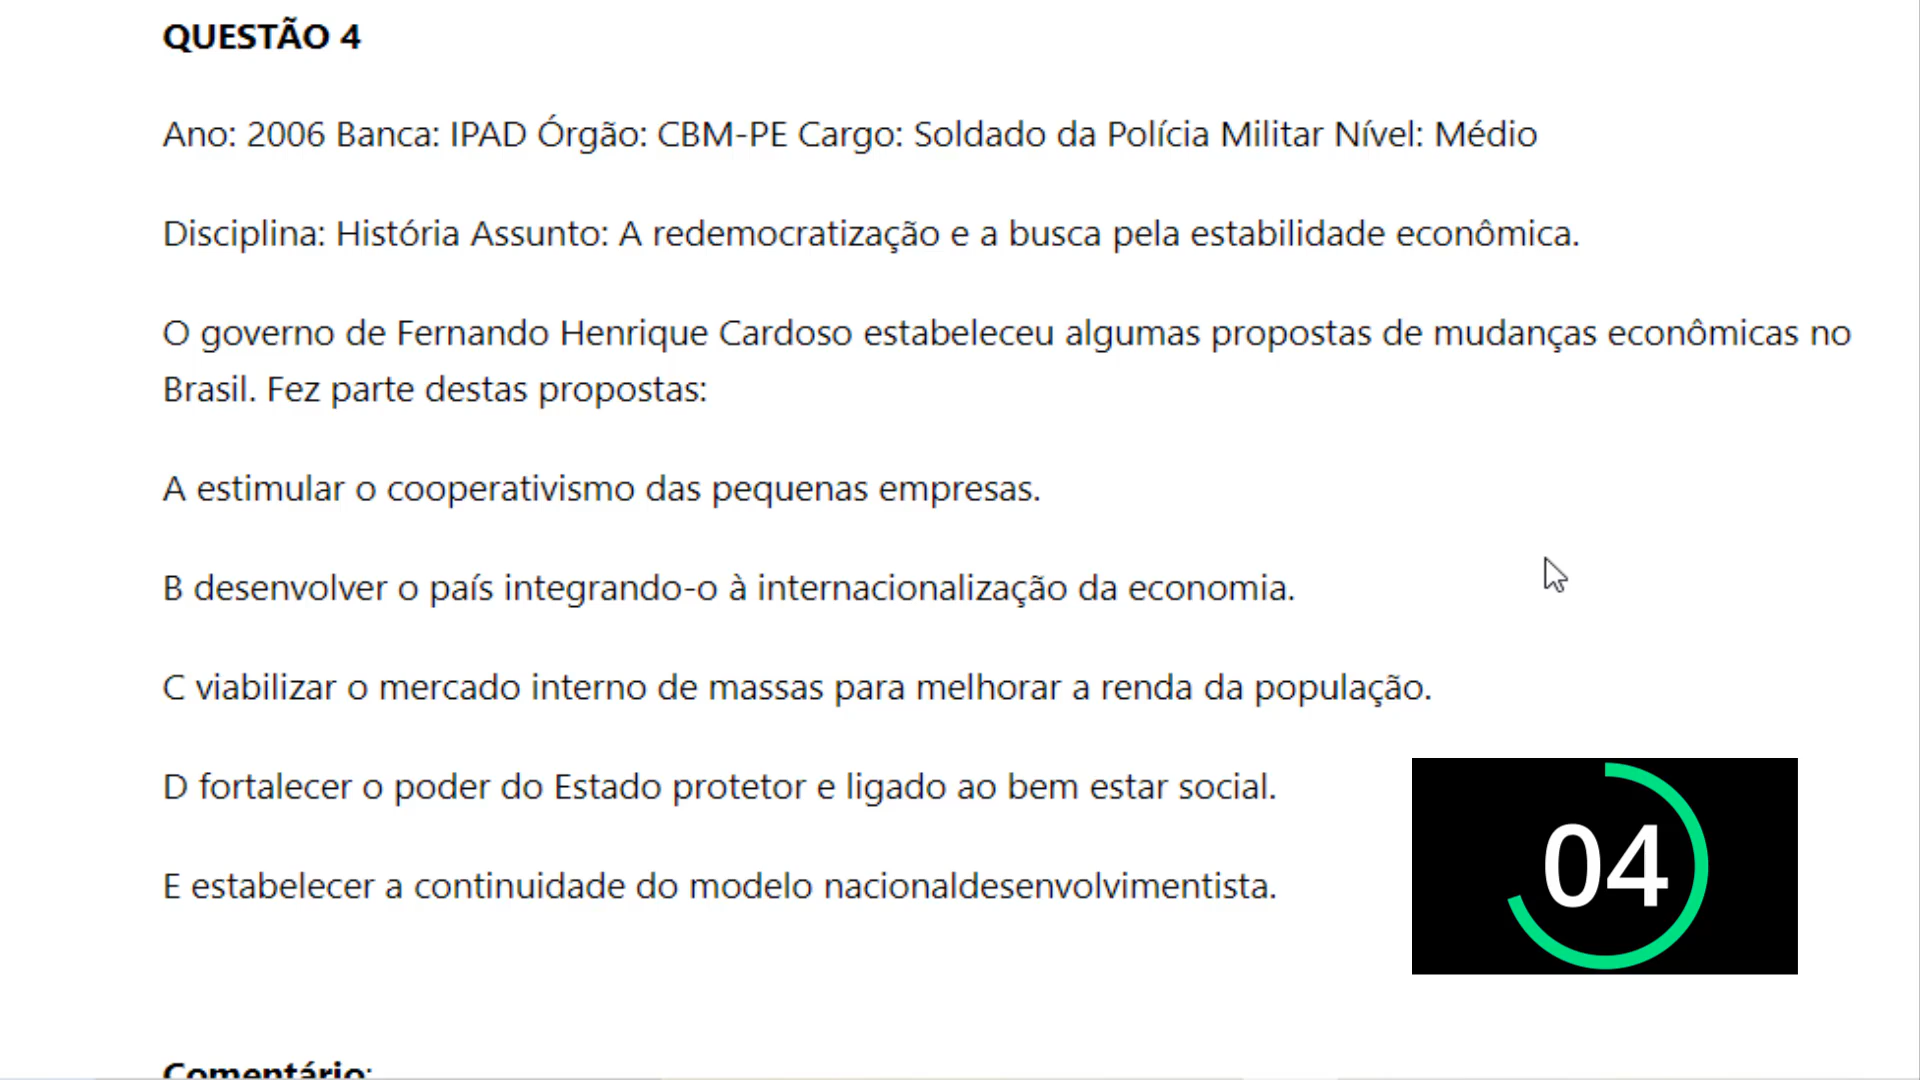 QUESTÃO 4
Ano: 2006 Banca: IPAD Órgão: CBM-PE Cargo: Soldado da Polícia Militar Nível: Médio
Disciplina: História Assunto: A redemocratização e a busca pela estabilidade econômica.
O governo de Fernando Henrique Cardoso estabeleceu algumas propostas de mudanças econômicas no
Brasil. Fez parte destas propostas:
A estimular o cooperativismo das pequenas empresas.
B desenvolver o país integrando-o à internacionalização da economia.
C viabilizar o mercado interno de massas para melhorar a renda da população.
D fortalecer o poder do Estado protetor e ligado ao bem estar social.
E estabelecer a continuidade do modelo nacionaldesenvolvimentista.
04
Comentário: